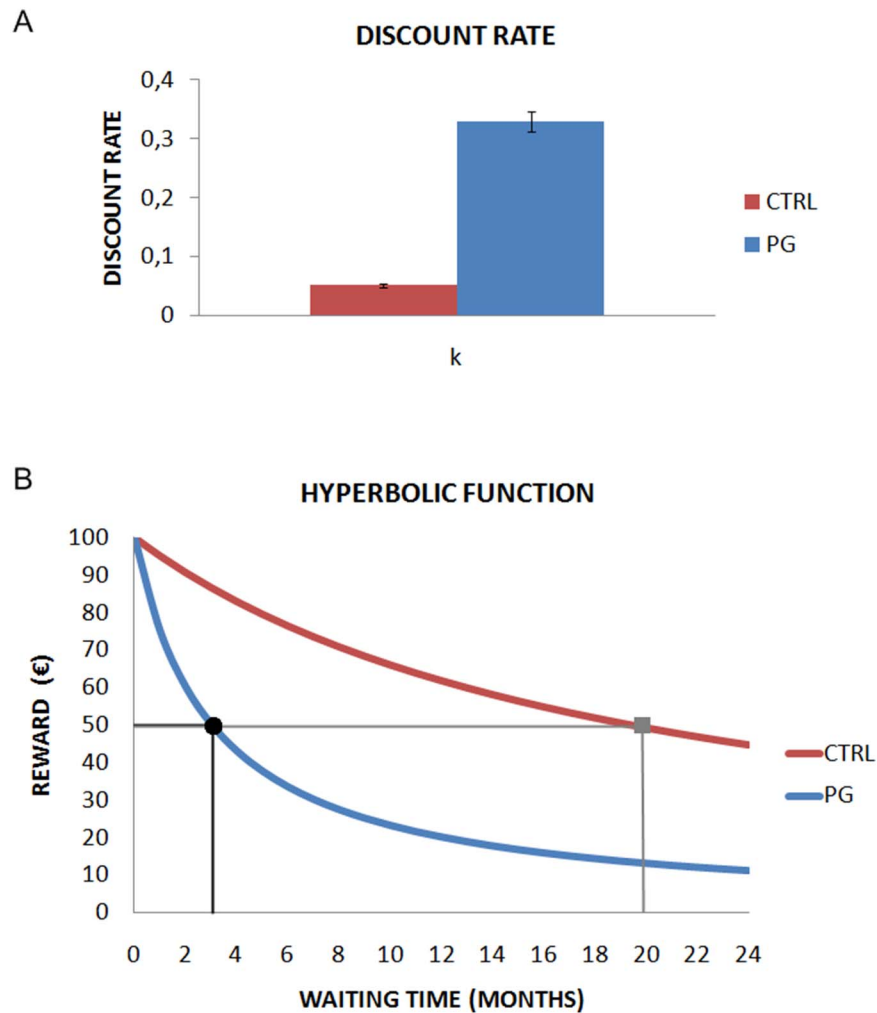 A
DISCOUNT RATE
DISCOUNT RATE
0,4
0,3
0,2
0,1
0
k
CTRL
PG
B
HYPERBOLIC FUNCTION
REWARD (€)
100
90
80
70
60
50
40
30
20
10
0
0 2 4 6 8 10 12 14 16 18 20 22 24
WAITING TIME (MONTHS)
CTRL
PG